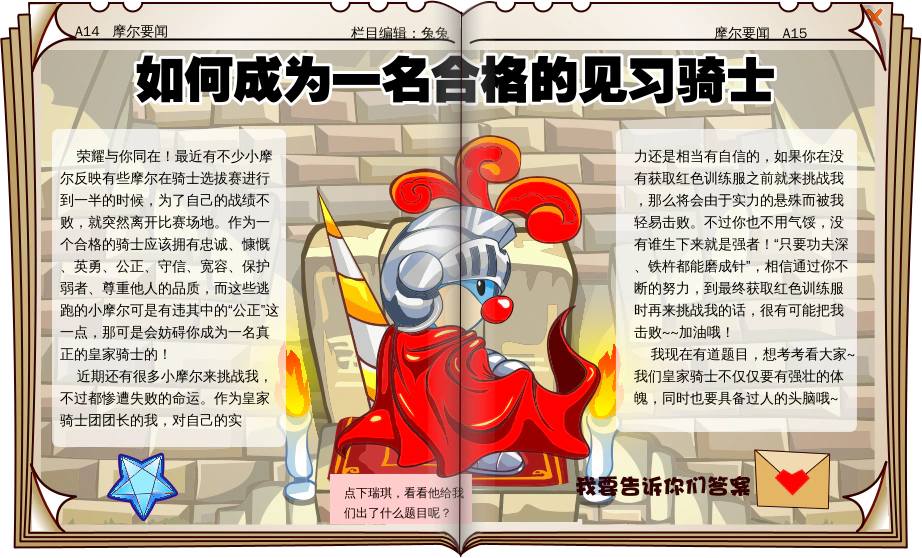 A14 摩尔要闻
栏目编辑：兔兔
摩尔要闻 A15
如何成为一名合格的见习骑士
荣耀与你同在！最近有不少小摩
尔反映有些摩尔在骑士选拔赛进行
到一半的时候，为了自己的战绩不
败，就突然离开比赛场地。作为一
个合格的骑士应该拥有忠诚、慷慨
、英勇、公正、守信、宽容、保护
弱者、尊重他人的品质，而这些逃
跑的小摩尔可是有违其中的“公正”这
一点，那可是会妨碍你成为一名真
正的皇家骑士的！
近期还有很多小摩尔来挑战我，
不过都惨遭失败的命运。作为皇家
骑士团团长的我，对自己的实
力还是相当有自信的，如果你在没
有获取红色训练服之前就来挑战我
，那么将会由于实力的悬殊而被我
轻易击败。不过你也不用气馁，没
有谁生下来就是强者！“只要功夫深
、铁杵都能磨成针”，相信通过你不
断的努力，到最终获取红色训练服
时再来挑战我的话，很有可能把我
击败~~加油哦！
我现在有道题目，想考考看大家~
我们皇家骑士不仅仅要有强壮的体
魄，同时也要具备过人的头脑哦~
点下瑞琪，看看他给我
们出了什么题目呢？
我要告诉你们答案